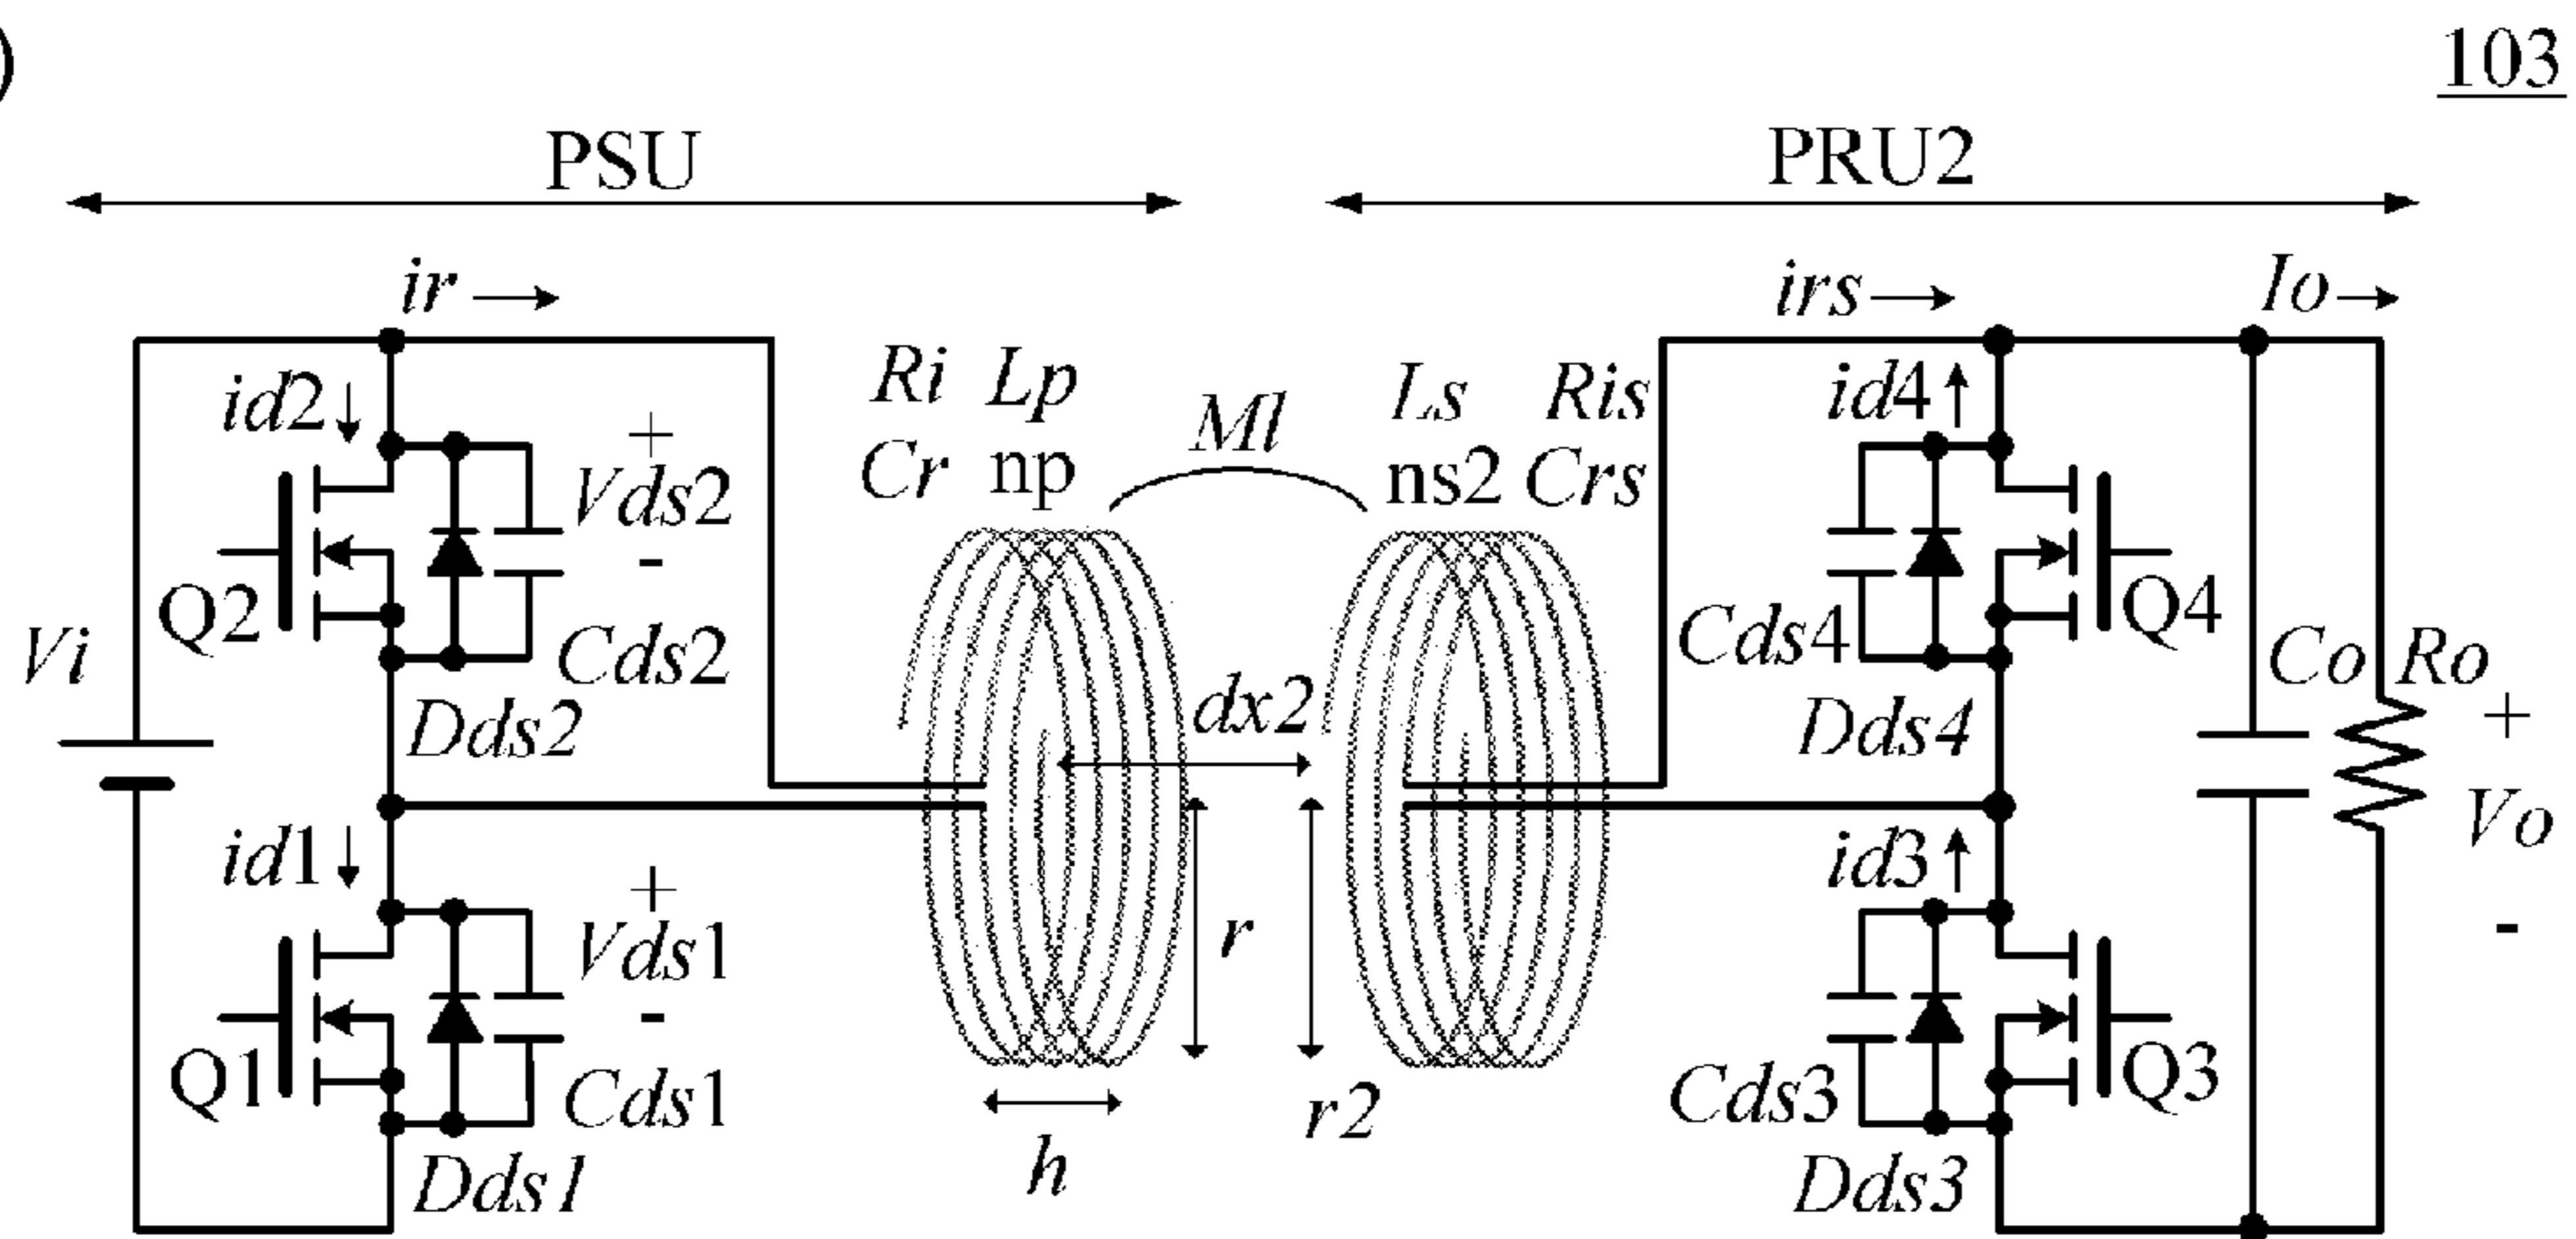 )
103
PSU
PRU2
ir
irs
Io
Ri Lp
Cr np
Ml
Ls Ris
ns2 Crs
id2
+
Vds2
-
Q2
Cds2
Dds2
Vi
id4
Q4
Cds4
Dds4
Co Ro
+
Vo
-
dx2
id1
+
Vds1
-
Q1
Cds1
Dds1
r
r2
h
id3
Q3
Cds3
Dds3